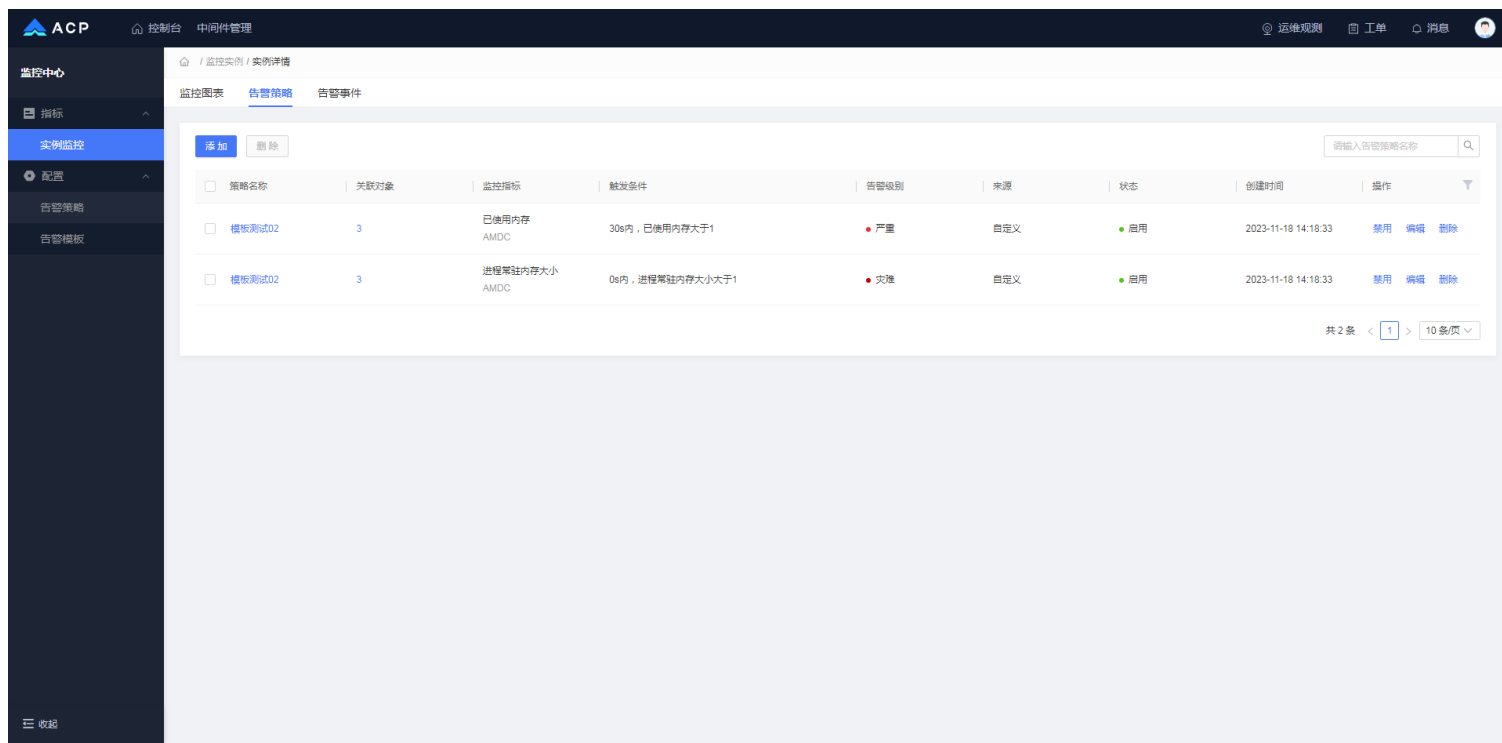 ACP 控制台 中间件管理 运维观测 工单 消息
监控中心
指标
实例监控
配置
告警策略
告警模板
收起
/ 监控实例 / 实例详情
监控图表 告警策略 告警事件
添 加 删 除 请输入告警策略名称
策略名称 关联对象 监控指标 触发条件 告警级别 来源 状态 创建时间 操作
模板测试02 3 已使用内存 30s内，已使用内存大于1 严重 自定义 启用 2023-11-18 14:18:33 禁用 编辑 删除
AMDC
模板测试02 3 进程常驻内存大小 0s内，进程常驻内存大小大于1 灾难 自定义 启用 2023-11-18 14:18:33 禁用 编辑 删除
AMDC
共 2 条 < 1 > 10 条/页